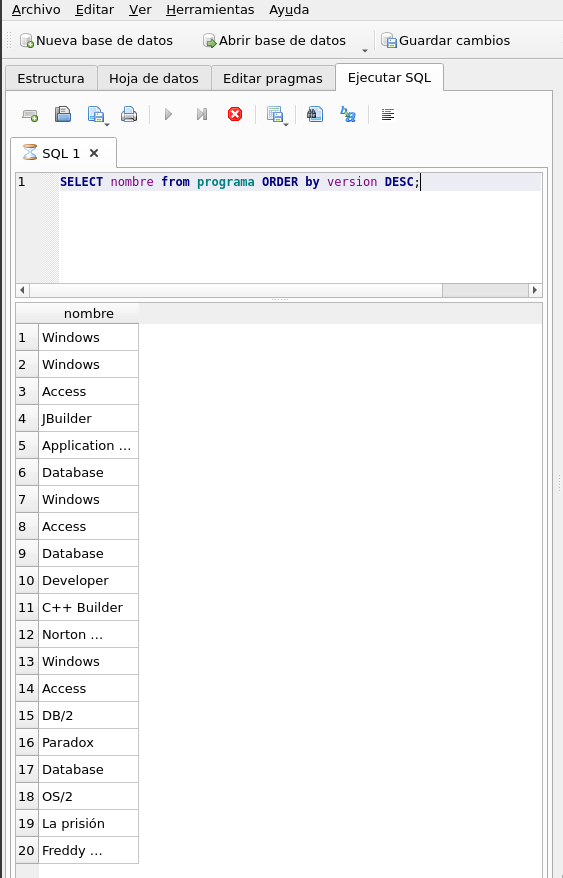 Archivo Editar Ver Herramientas Ayuda
Nueva base de datos Abrir base de datos Guardar cambios
Estructura Hoja de datos Editar pragmas Ejecutar SQL
SQL 1
1 SELECT nombre from programa ORDER by version DESC;
nombre
1 Windows
2 Windows
3 Access
4 JBuilder
5 Application ...
6 Database
7 Windows
8 Access
9 Database
10 Developer
11 C++ Builder
12 Norton ...
13 Windows
14 Access
15 DB/2
16 Paradox
17 Database
18 OS/2
19 La prisión
20 Freddy ...